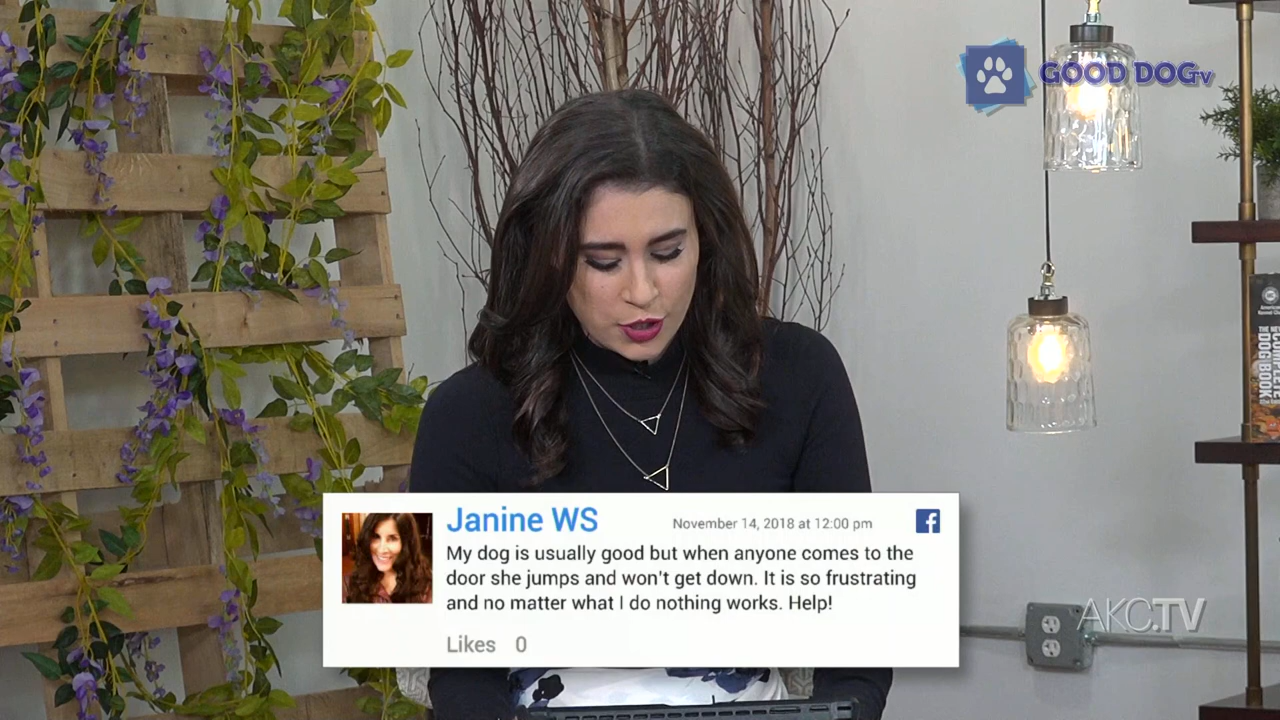 GOOD DOGTV
Janine WS
November 14, 2018 at 12:00 pm
My dog is usually good but when anyone comes to the
door she jumps and won't get down. It is so frustrating
and no matter what I do nothing works. Help!
Likes 0
AKC.TV
DOG BOOK